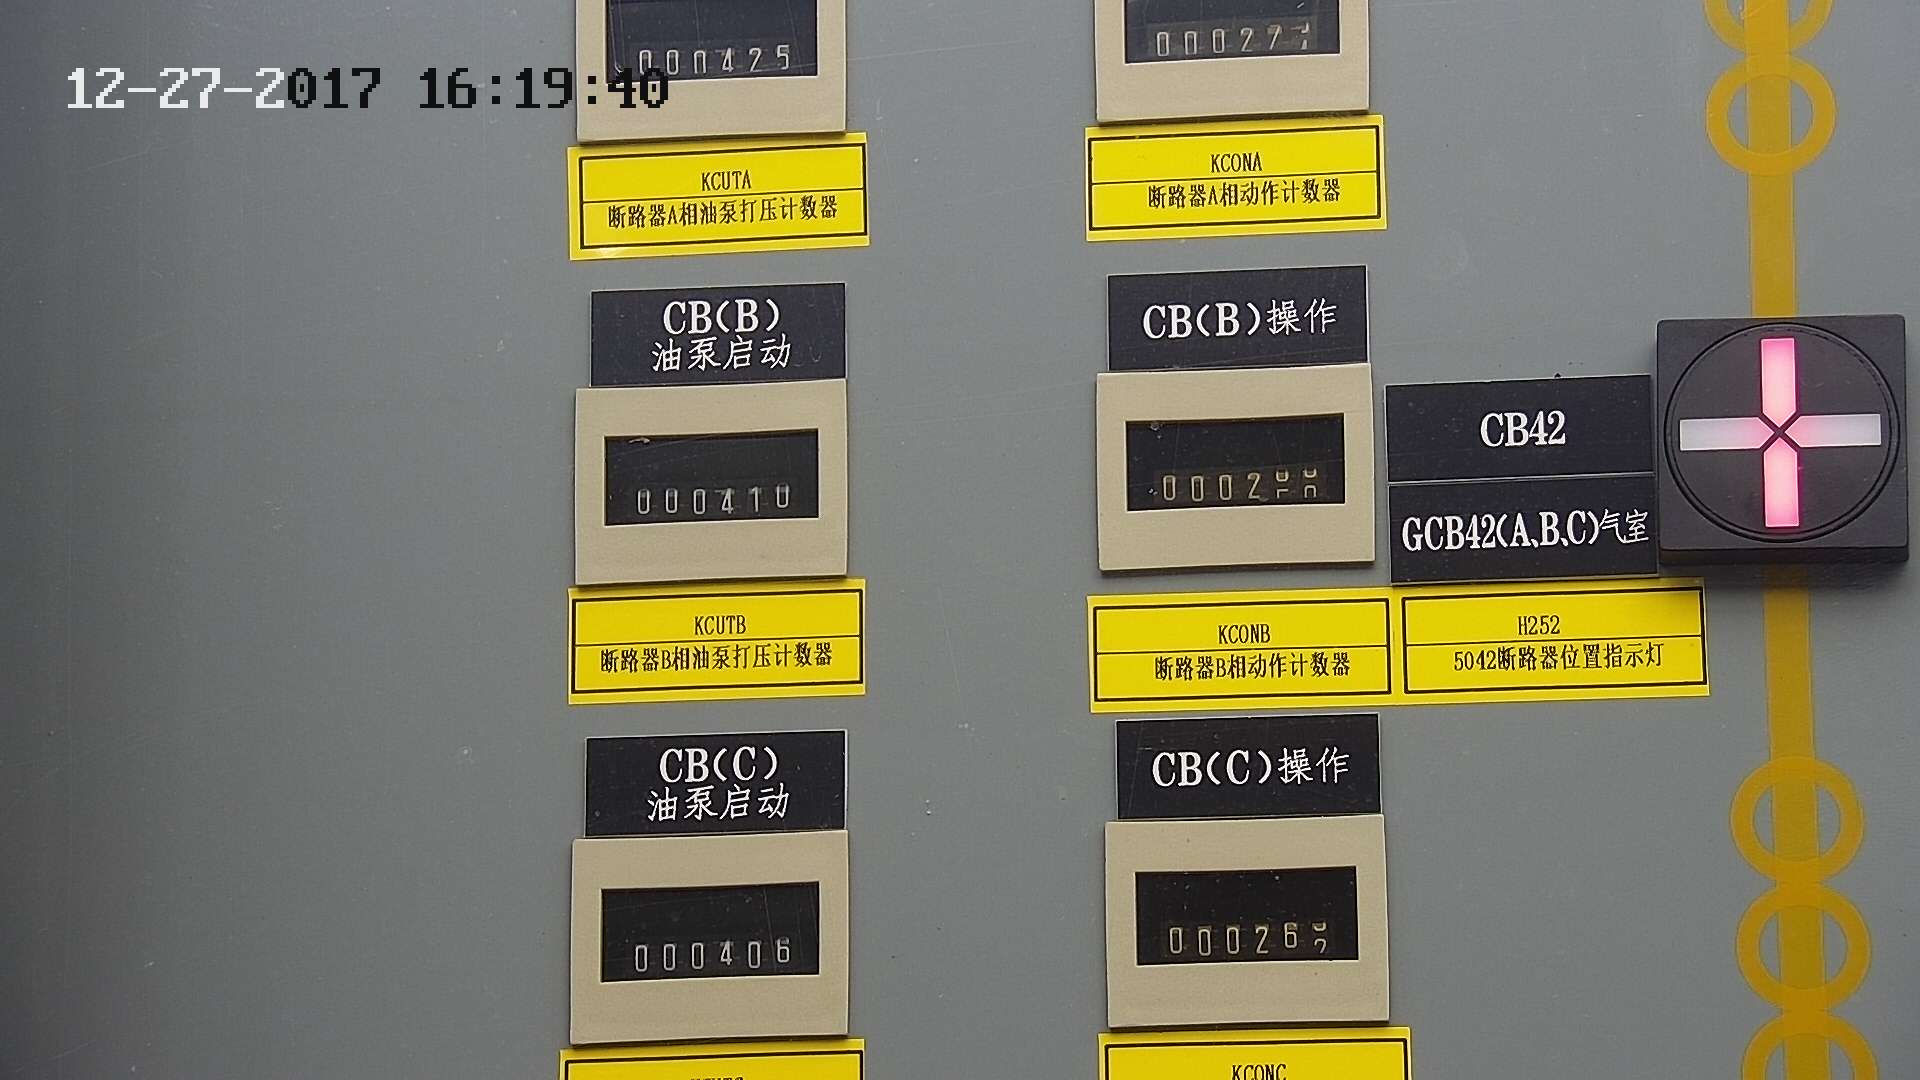 000425
00027
12-27-2017 16:19:40
KCUTA
断路器A相油泵打压计数器
KCONA
断路器A相动作计数器
CB(B)
油泵启动
CB(B)操作
000410
0002
CB42
GCB42(A、B、C)气室
KCUTB
断路器B相油泵打压计数器
KCONB
断路器B相动作计数器
H252
5042断路器位置指示灯
CB(C)
油泵启动
CB(C)操作
000406
00026
KCONC